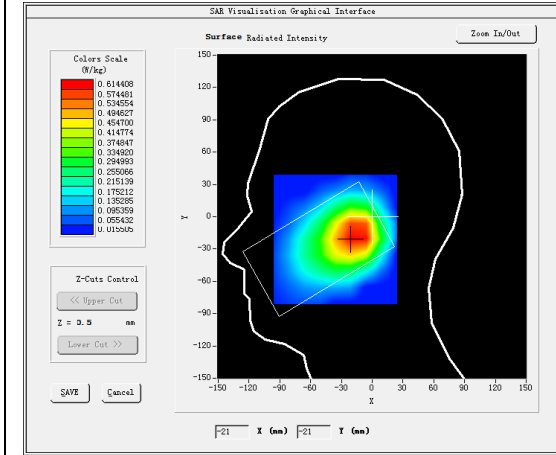 SAR Visualisation Graphical Interface
Surface Radiated Intensity
Zoom In/Out
Colors Scale
(W/kg)
0.614408
0.574481
0.534554
0.494627
0.454700
0.414774
0.374847
0.334920
0.294993
0.255066
0.215139
0.175212
0.135285
0.095359
0.055432
0.015505
Z-Cuts Control
<< Upper Cut
Z = 0.5 mm
Lower Cut >>
SAVE Cancel
150
120
90
60
30
0
-30
-60
-90
-120
-150
Y
-150 -120 -90 -60 -30 0 30 60 90 120 150
X
-21 X (mm) -21 Y (mm)